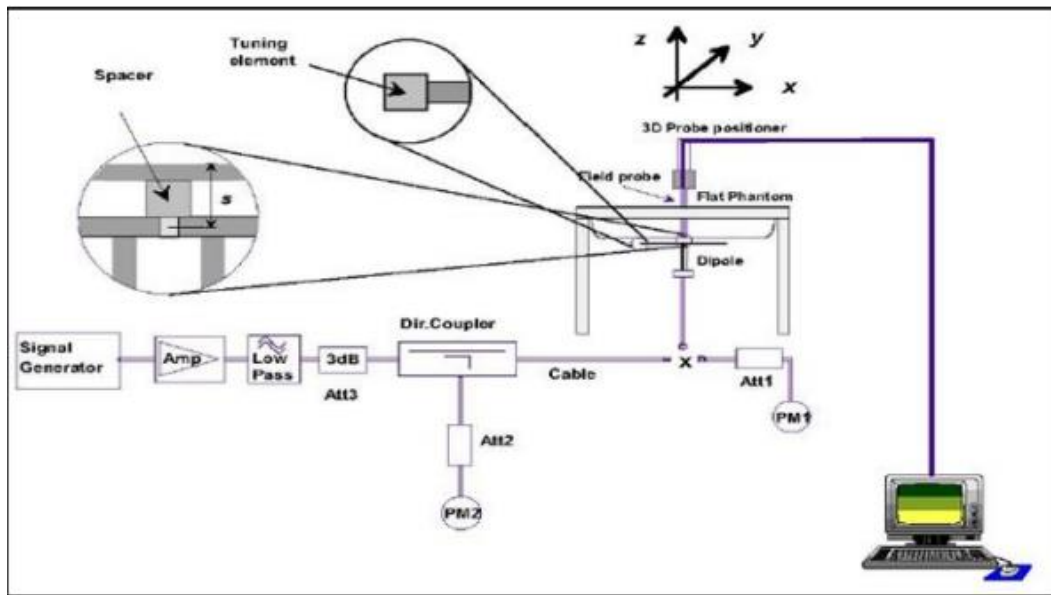 Tuning
element
Spacer
s
z
y
x
3D Probe positioner
Field probe
Flat Phantom
Dipole
Signal
Generator
Amp
Low
Pass
3dB
Att3
Dir.Coupler
Cable
X
Att1
PM1
Att2
PM2